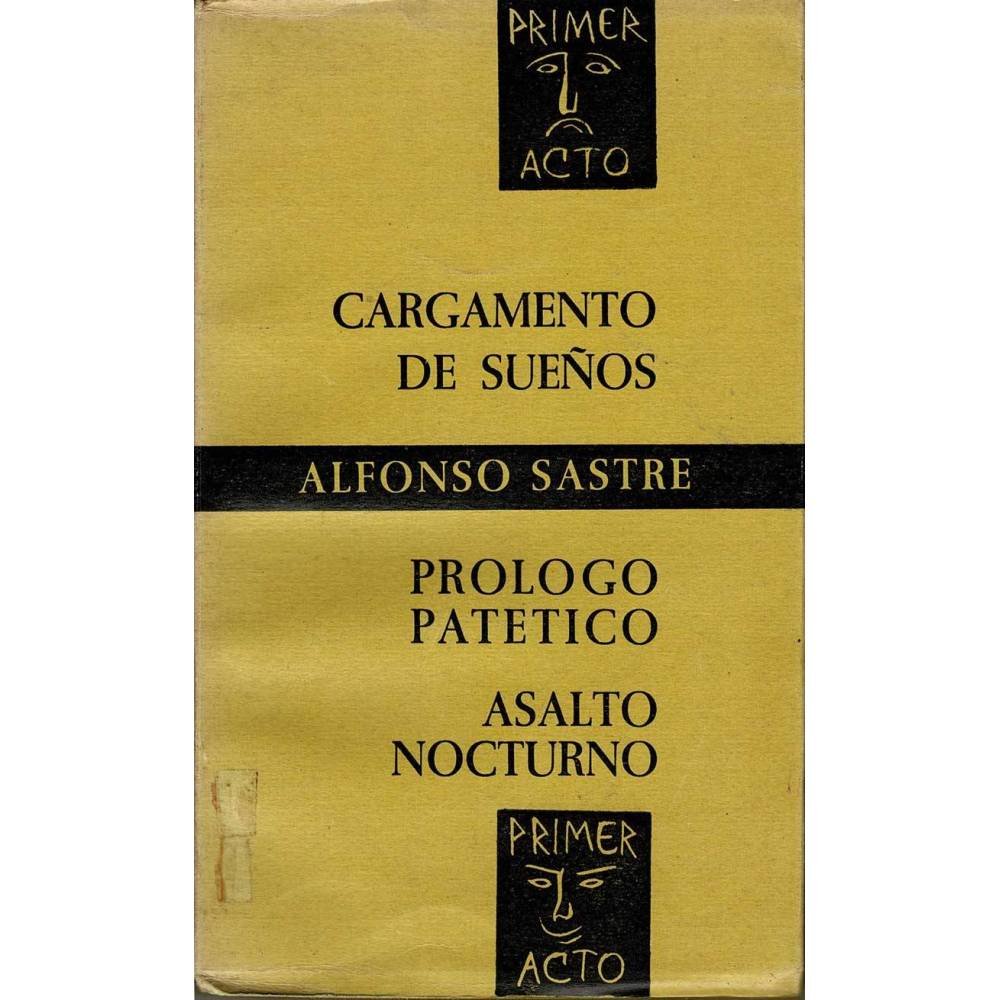 PRIMER
ACTO
CARGAMENTO
DE SUEÑOS
ALFONSO SASTRE
PROLOGO
PATETICO
ASALTO
NOCTURNO
PRIMER
ACTO